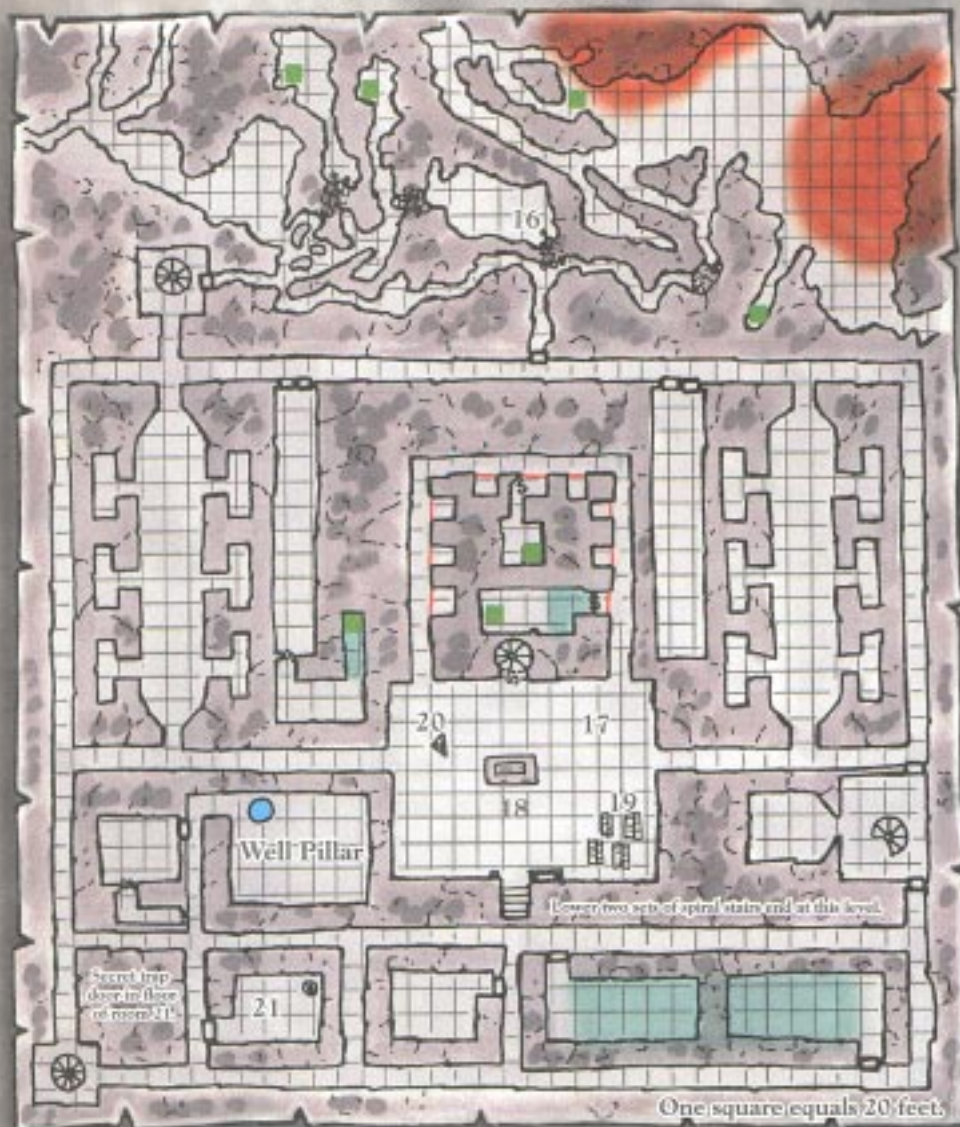 16
20
17
18
19
Well Pillar
Lower two sets of spiral stairs end at this level.
Secret trap
door in floor
of room 21.
21
One square equals 20 feet.